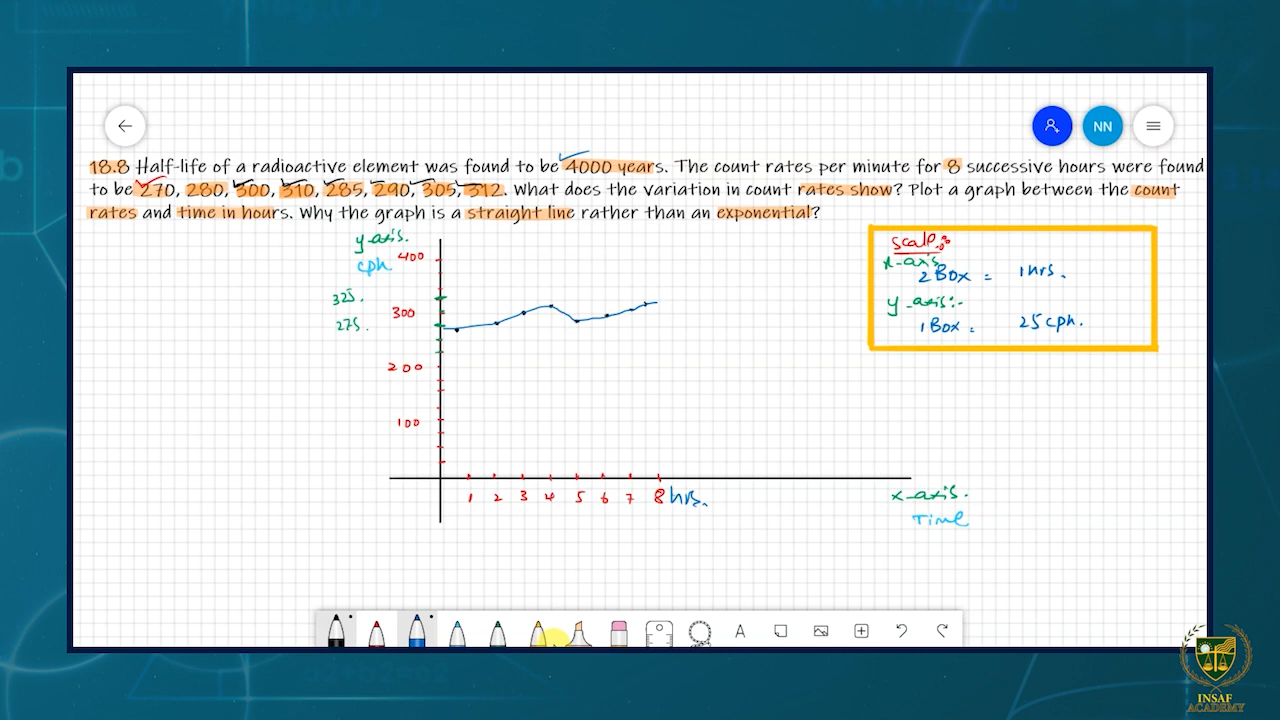 NN
18.8 Half-life of a radioactive element was found to be 4000 years. The count rates per minute for 8 successive hours were found
to be 270, 280, 300, 310, 285, 290, 305, 312. What does the variation in count rates show? Plot a graph between the count
rates and time in hours. Why the graph is a straight line rather than an exponential?
y-axis.
cph
400
325.
300
275.
200
100
1 2 3 4 5 6 7 8 hrs.
x-axis.
Time
x-axis
2 Box = 1 hrs.
y-axis:-
1 Box = 25 cph.
A
INSAF
ACADEMY